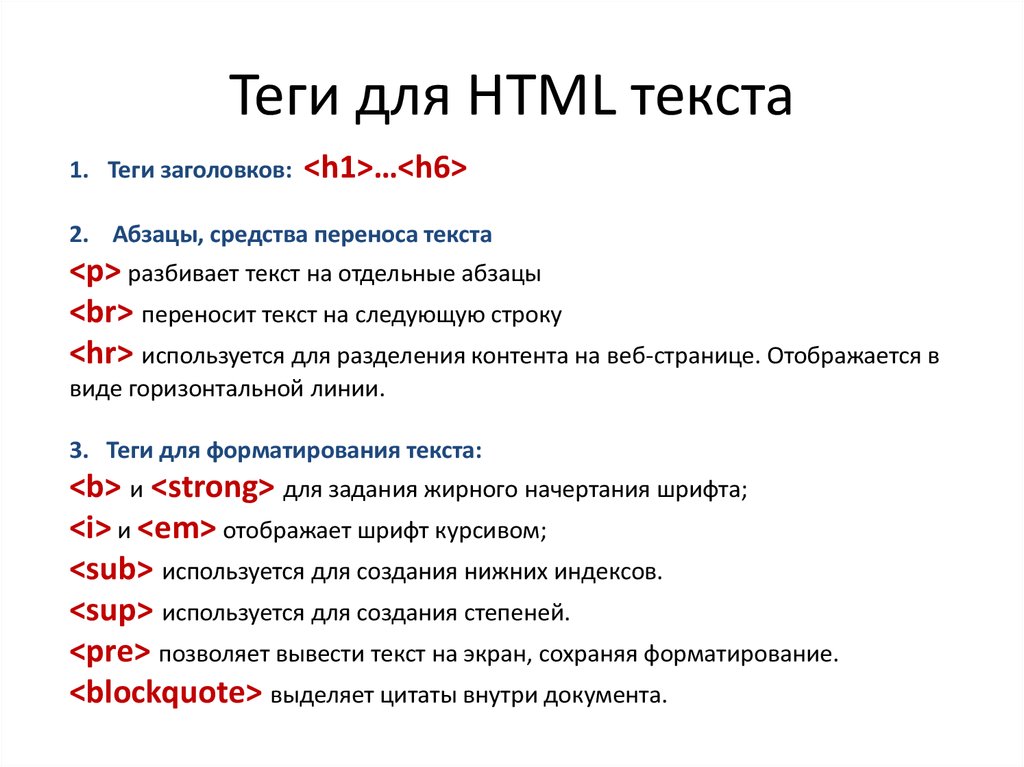 Теги для HTML текста
1. Теги заголовков: <h1>…<h6>
2. Абзацы, средства переноса текста
<p> разбивает текст на отдельные абзацы
<br> переносит текст на следующую строку
<hr> используется для разделения контента на веб-странице. Отображается в
виде горизонтальной линии.
3. Теги для форматирования текста:
<b> и <strong> для задания жирного начертания шрифта;
<i> и <em> отображает шрифт курсивом;
<sub> используется для создания нижних индексов.
<sup> используется для создания степеней.
<pre> позволяет вывести текст на экран, сохраняя форматирование.
<blockquote> выделяет цитаты внутри документа.